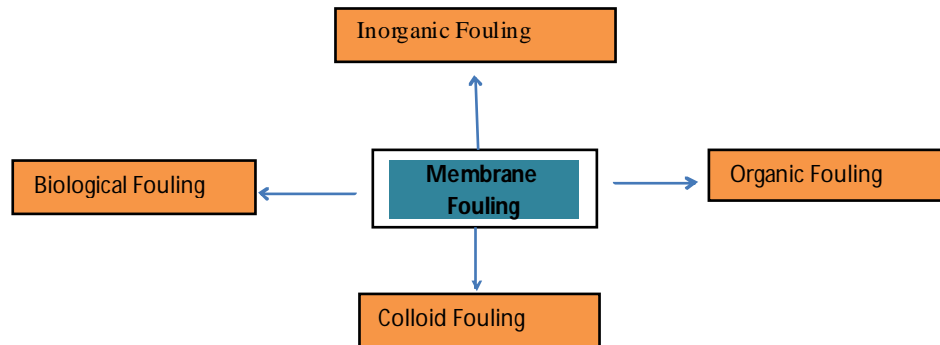 Inorganic Fouling
Biological Fouling
Membrane
Fouling
Organic Fouling
Colloid Fouling